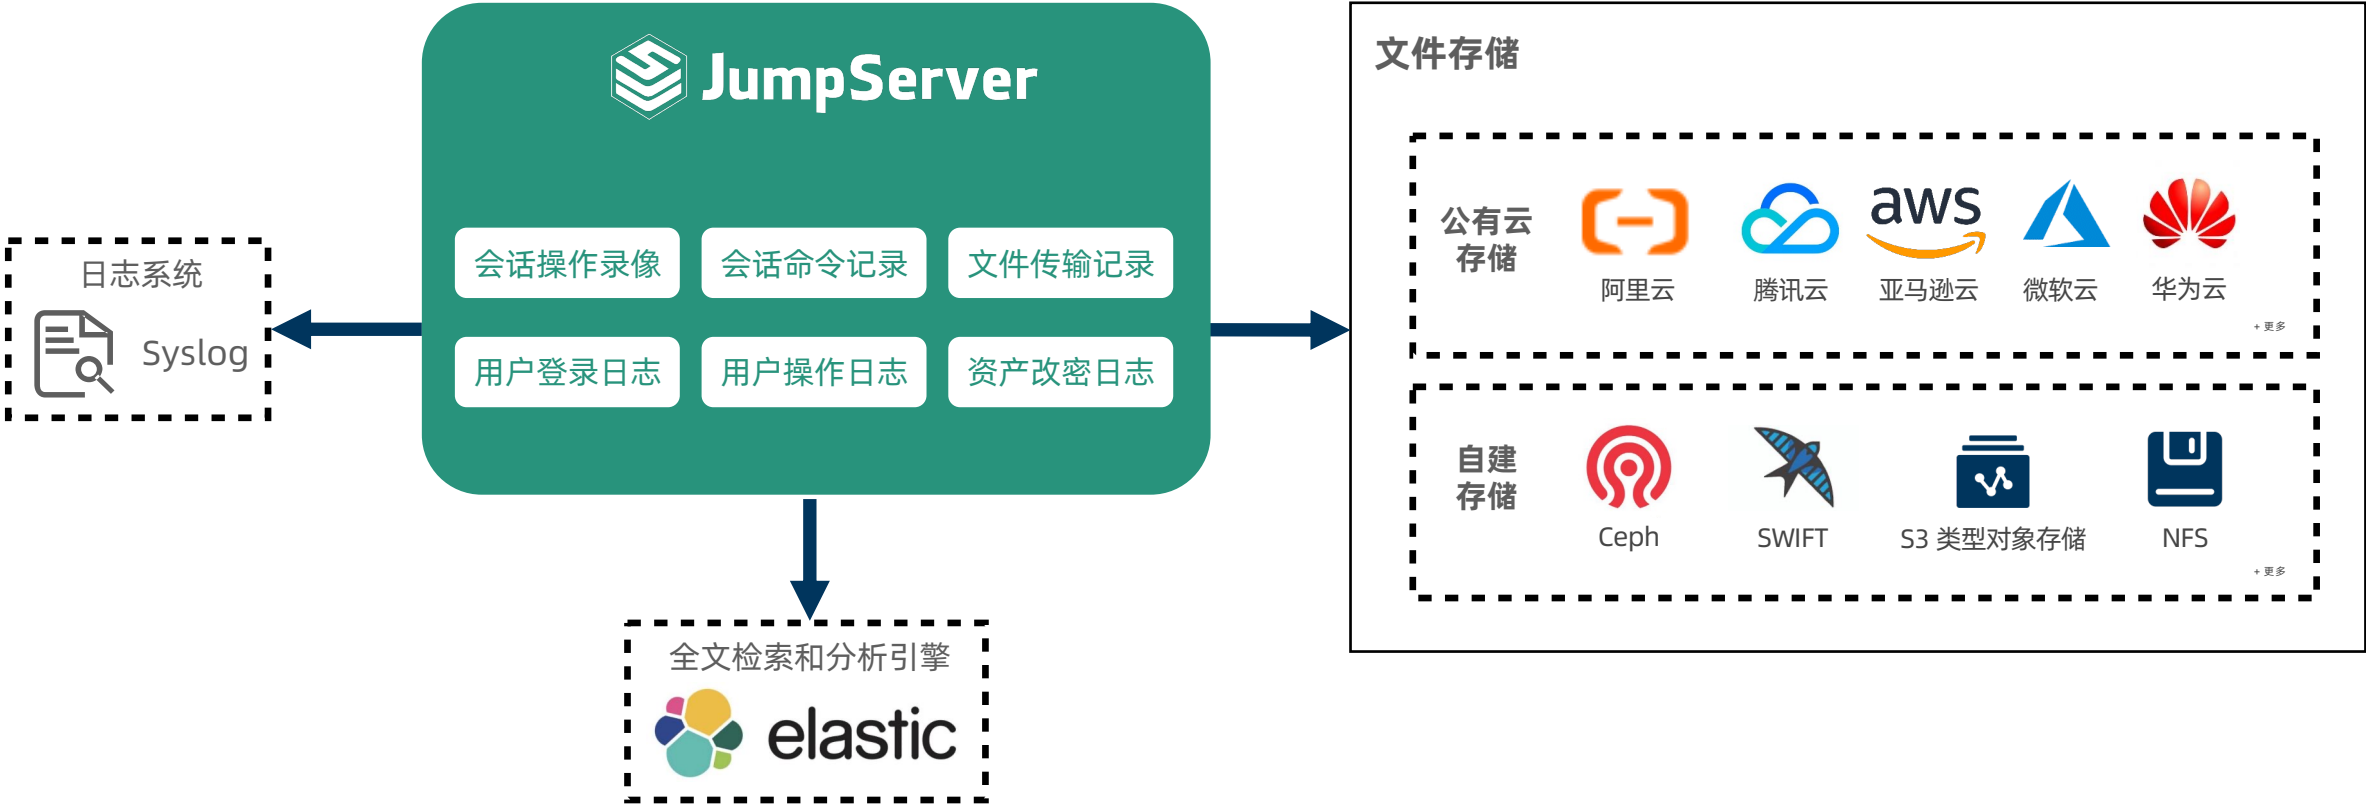 JumpServer
会话操作录像
会话命令记录
文件传输记录
用户登录日志
用户操作日志
资产改密日志
日志系统
Syslog
全文检索和分析引擎
elastic
文件存储
公有云
存储
aws
阿里云
腾讯云
亚马逊云
微软云
华为云
+ 更多
自建
存储
Ceph
SWIFT
S3 类型对象存储
NFS
+ 更多